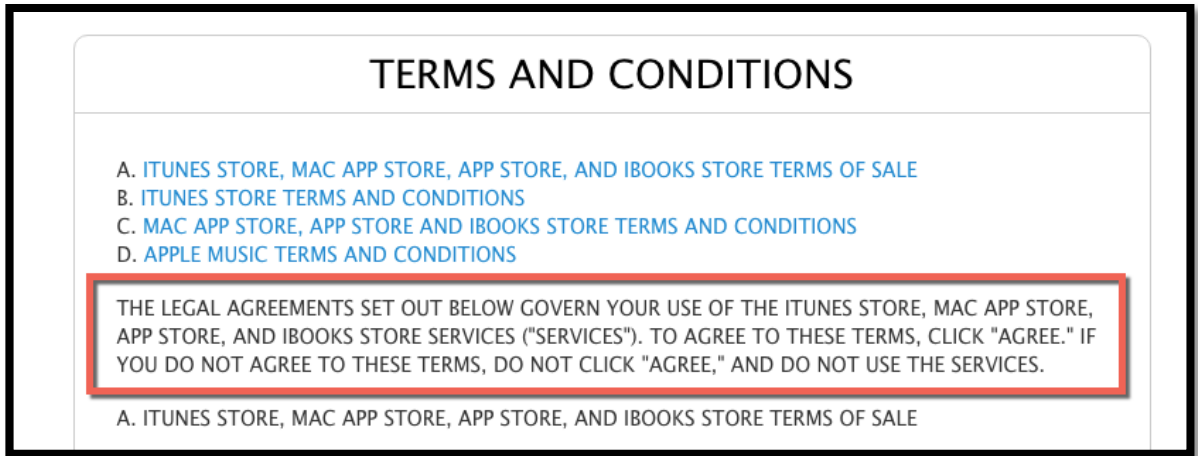 TERMS AND CONDITIONS
A. ITUNES STORE, MAC APP STORE, APP STORE, AND IBOOKS STORE TERMS OF SALE
B. ITUNES STORE TERMS AND CONDITIONS
C. MAC APP STORE, APP STORE AND IBOOKS STORE TERMS AND CONDITIONS
D. APPLE MUSIC TERMS AND CONDITIONS
THE LEGAL AGREEMENTS SET OUT BELOW GOVERN YOUR USE OF THE ITUNES STORE, MAC APP STORE,
APP STORE, AND IBOOKS STORE SERVICES ("SERVICES"). TO AGREE TO THESE TERMS, CLICK "AGREE." IF
YOU DO NOT AGREE TO THESE TERMS, DO NOT CLICK "AGREE," AND DO NOT USE THE SERVICES.
A. ITUNES STORE, MAC APP STORE, APP STORE, AND IBOOKS STORE TERMS OF SALE